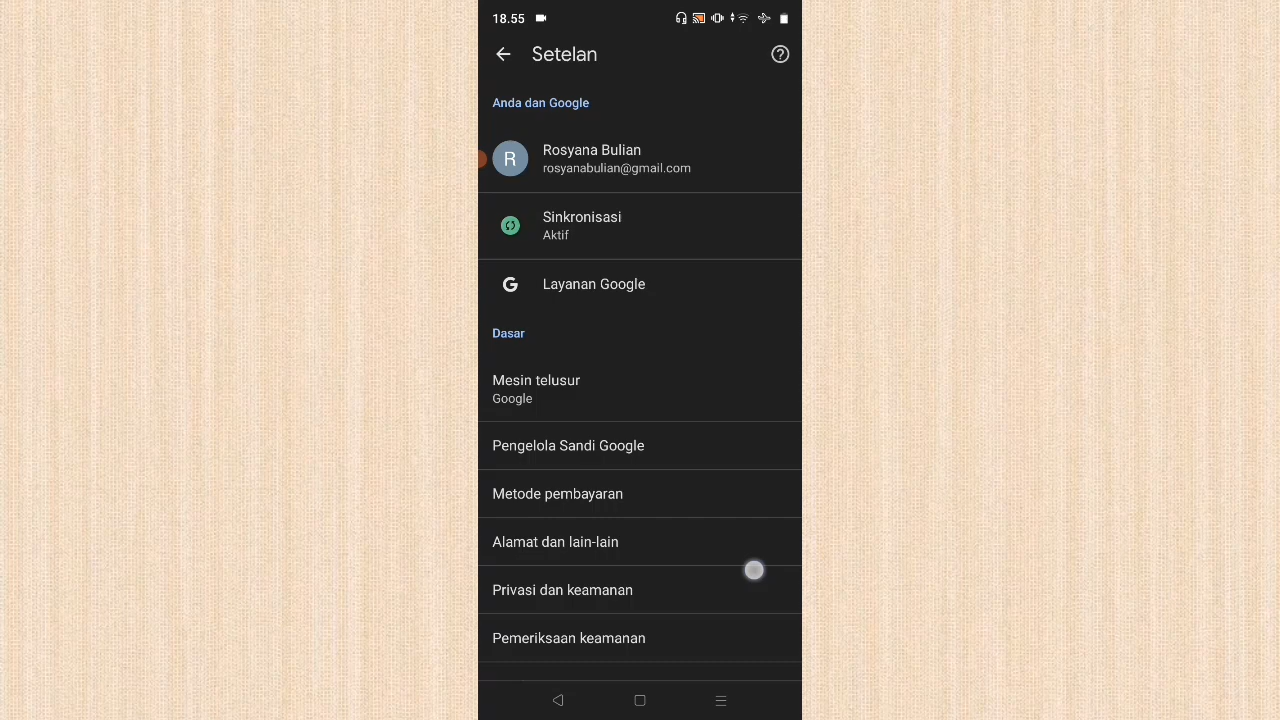 18.55
Setelan
Anda dan Google
R
Rosyana Bulian
rosyanabulian@gmail.com
Sinkronisasi
Aktif
G
Layanan Google
Dasar
Mesin telusur
Google
Pengelola Sandi Google
Metode pembayaran
Alamat dan lain-lain
Privasi dan keamanan
Pemeriksaan keamanan